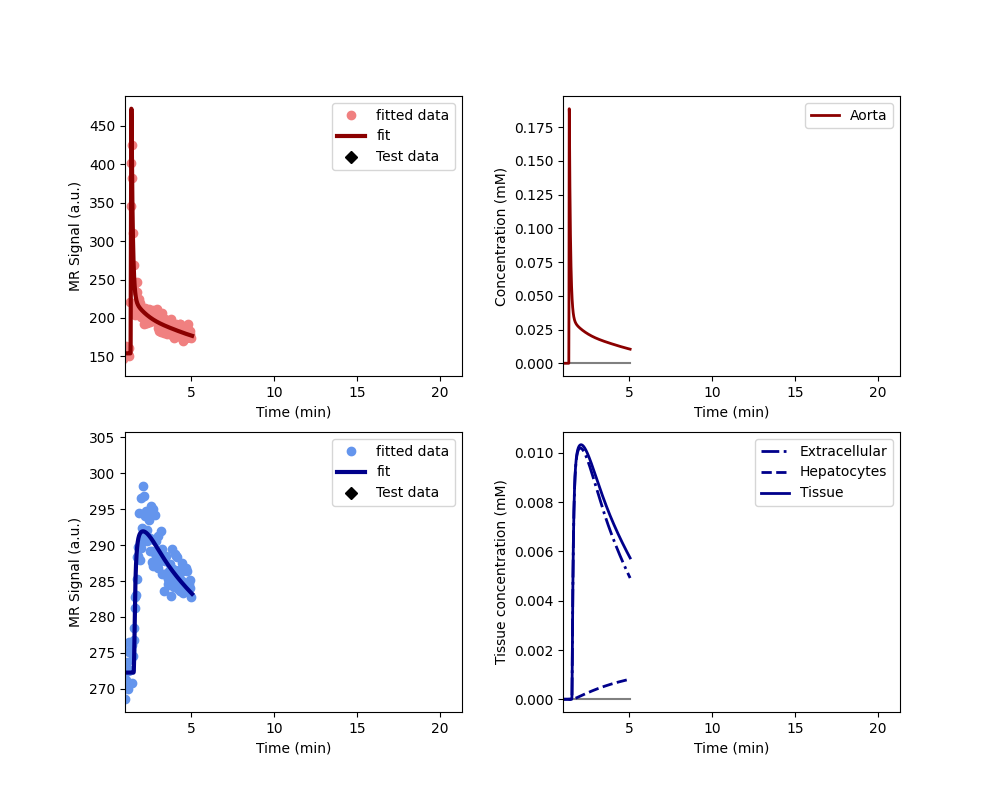 450
400
350
300
250
200
150
MR Signal (a.u.)
fitted data
fit
Test data
5 10 15 20
Time (min)
0.175
0.150
0.125
0.100
0.075
0.050
0.025
0.000
Concentration (mM)
Aorta
5 10 15 20
Time (min)
305
300
295
290
285
280
275
270
MR Signal (a.u.)
fitted data
fit
Test data
5 10 15 20
Time (min)
0.010
0.008
0.006
0.004
0.002
0.000
Tissue concentration (mM)
Extracellular
Hepatocytes
Tissue
5 10 15 20
Time (min)